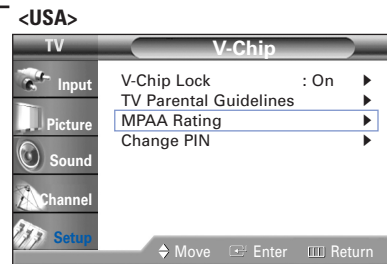 <USA>
TV
V-Chip
Input
Picture
Sound
Channel
Setup
V-Chip Lock : On
TV Parental Guidelines
MPAA Rating
Change PIN
Move Enter Return